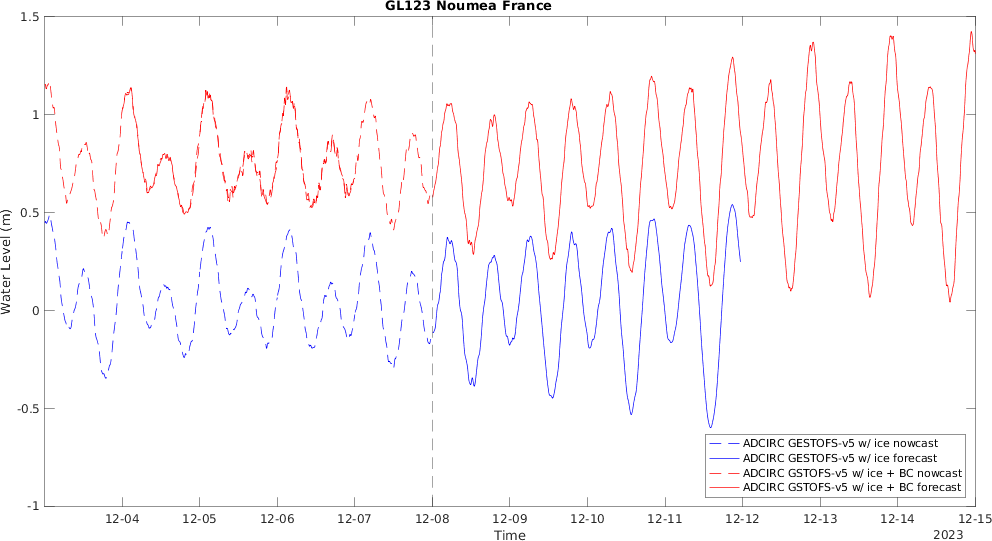 GL123 Noumea France
1.5
1
0.5
0
-0.5
-1
Water Level (m)
12-04 12-05 12-06 12-07 12-08 12-09 12-10 12-11 12-12 12-13 12-14 12-15
Time
2023
ADCIRC GESTOFS-v5 w/ ice nowcast
ADCIRC GESTOFS-v5 w/ ice forecast
ADCIRC GSTOFS-v5 w/ ice + BC nowcast
ADCIRC GSTOFS-v5 w/ ice + BC forecast